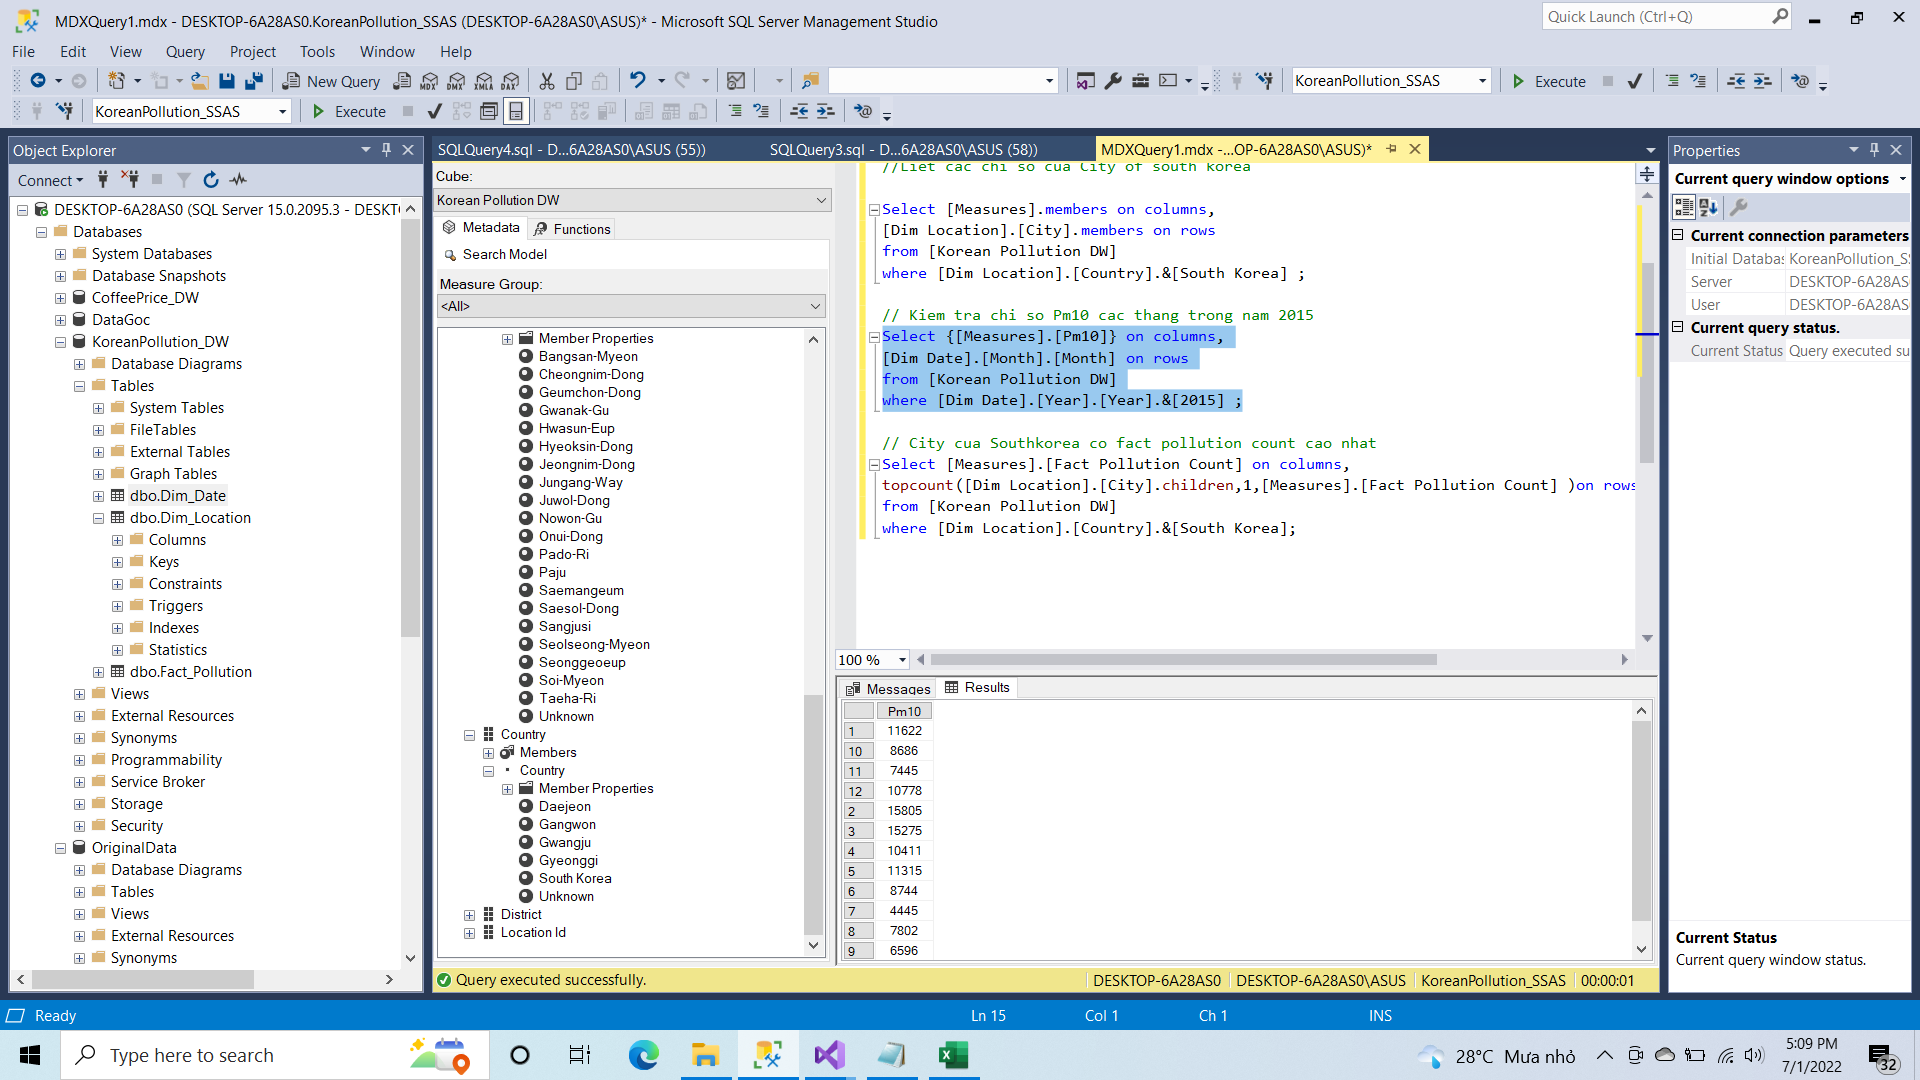 MDXQuery1.mdx - DESKTOP-6A28AS0.KoreanPollution_SSAS (DESKTOP-6A28AS0\ASUS)* - Microsoft SQL Server Management Studio
Quick Launch (Ctrl+Q)
File Edit View Query Project Tools Window Help
New Query
MDX DMX XMLA DAX
KoreanPollution_SSAS
Execute
KoreanPollution_SSAS
Execute
Object Explorer
Connect
DESKTOP-6A28AS0 (SQL Server 15.0.2095.3 - DESKT
Databases
System Databases
Database Snapshots
CoffeePrice_DW
DataGoc
KoreanPollution_DW
Database Diagrams
Tables
System Tables
FileTables
External Tables
Graph Tables
dbo.Dim_Date
dbo.Dim_Location
Columns
Keys
Constraints
Triggers
Indexes
Statistics
dbo.Fact_Pollution
Views
External Resources
Synonyms
Programmability
Service Broker
Storage
Security
OriginalData
Database Diagrams
Tables
Views
External Resources
Synonyms
SQLQuery4.sql - D...6A28AS0\ASUS (55))
SQLQuery3.sql - D...6A28AS0\ASUS (58))
MDXQuery1.mdx -...OP-6A28AS0\ASUS)*
Cube:
Korean Pollution DW
Metadata
Functions
Search Model
Measure Group:
<All>
Member Properties
Bangsan-Myeon
Cheongnim-Dong
Geumchon-Dong
Gwanak-Gu
Hwasun-Eup
Hyeoksin-Dong
Jeongnim-Dong
Jungang-Way
Juwol-Dong
Nowon-Gu
Onui-Dong
Pado-Ri
Paju
Saemangeum
Saesol-Dong
Sangjusi
Seolseong-Myeon
Seonggeoeup
Soi-Myeon
Taeha-Ri
Unknown
Country
Members
Country
Member Properties
Daejeon
Gangwon
Gwangju
Gyeonggi
South Korea
Unknown
District
Location Id
//Liet cac chi so cua City of south korea
Select [Measures].members on columns,
[Dim Location].[City].members on rows
from [Korean Pollution DW]
where [Dim Location].[Country].&[South Korea] ;
// Kiem tra chi so Pm10 cac thang trong nam 2015
Select {[Measures].[Pm10]} on columns,
[Dim Date].[Month].[Month] on rows
from [Korean Pollution DW]
where [Dim Date].[Year].[Year].&[2015] ;
// City cua Southkorea co fact pollution count cao nhat
Select [Measures].[Fact Pollution Count] on columns,
topcount([Dim Location].[City].children,1,[Measures].[Fact Pollution Count] )on rows
from [Korean Pollution DW]
where [Dim Location].[Country].&[South Korea];
100 %
Messages
Results
Pm10
1 11622
10 8686
11 7445
12 10778
2 15805
3 15275
4 10411
5 11315
6 8744
7 4445
8 7802
9 6596
Query executed successfully.
DESKTOP-6A28AS0
DESKTOP-6A28AS0\ASUS
KoreanPollution_SSAS
00:00:01
Properties
Current query window options
Current connection parameters
Initial Databas KoreanPollution_S
Server DESKTOP-6A28AS
User DESKTOP-6A28AS
Current query status.
Current Status Query executed su
Current Status
Current query window status.
Ready
Ln 15
Col 1
Ch 1
INS
Type here to search
28°C Mưa nhỏ
5:09 PM
7/1/2022
32